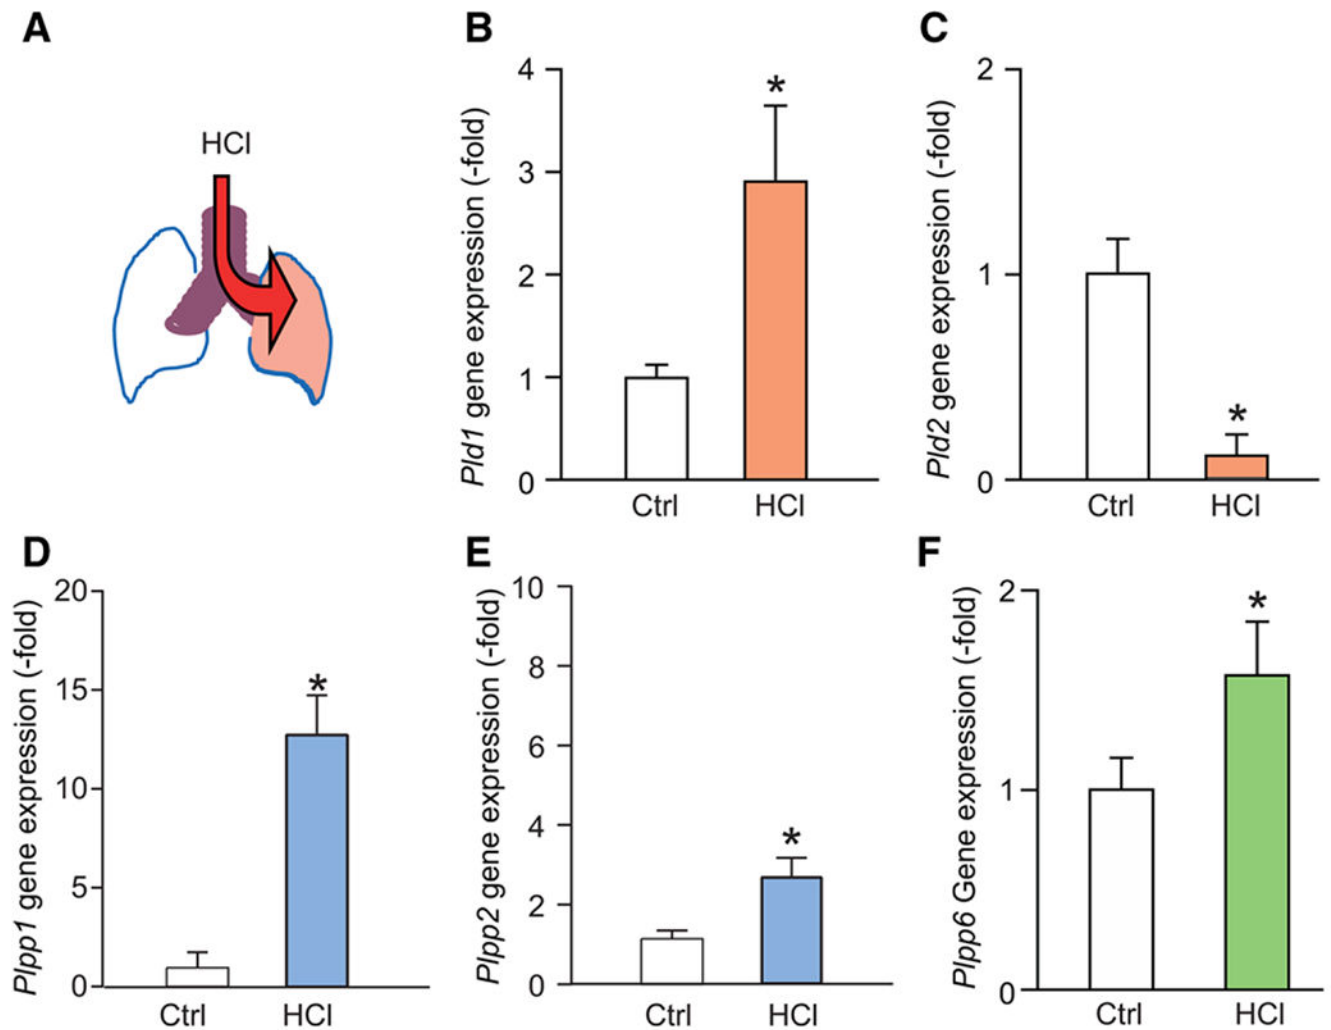 A
HCl
B
Pld1 gene expression (-fold)
4
3
2
1
0
*
Ctrl
HCl
C
Pld2 gene expression (-fold)
2
1
0
*
Ctrl
HCl
D
Plpp1 gene expression (-fold)
20
15
10
5
0
*
Ctrl
HCl
E
Plpp2 gene expression (-fold)
10
8
6
4
2
0
*
Ctrl
HCl
F
Plpp6 Gene expression (-fold)
2
1
0
*
Ctrl
HCl